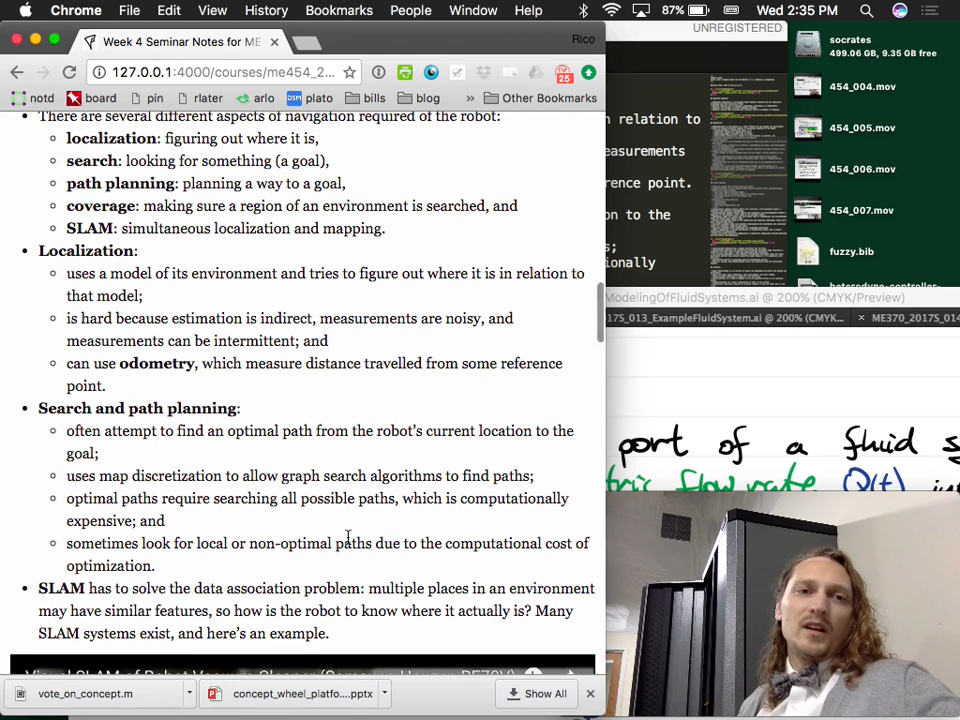 Chrome File Edit View History Bookmarks People Window Help 87% Wed 2:35 PM
Week 4 Seminar Notes for ME Rico
127.0.0.1:4000/courses/me454_2... 25
notd board pin rlater arlo DSM plato bills blog » Other Bookmarks
There are several different aspects of navigation required of the robot:
localization: figuring out where it is,
search: looking for something (a goal),
path planning: planning a way to a goal,
coverage: making sure a region of an environment is searched, and
SLAM: simultaneous localization and mapping.
Localization:
uses a model of its environment and tries to figure out where it is in relation to
that model;
is hard because estimation is indirect, measurements are noisy, and
measurements can be intermittent; and
can use odometry, which measure distance travelled from some reference
point.
Search and path planning:
often attempt to find an optimal path from the robot's current location to the
goal;
uses map discretization to allow graph search algorithms to find paths;
optimal paths require searching all possible paths, which is computationally
expensive; and
sometimes look for local or non-optimal paths due to the computational cost of
optimization.
SLAM has to solve the data association problem: multiple places in an environment
may have similar features, so how is the robot to know where it actually is? Many
SLAM systems exist, and here's an example.
vote_on_concept.m
concept_wheel_platfo....pptx
Show All
UNREGISTERED
n relation to
easurements
rence point.
on to the
s;
ionally
socrates
499.06 GB, 9.35 GB free
454_004.mov
454_005.mov
454_006.mov
454_007.mov
fuzzy.bib
heterodyne-controller-
ModelingOfFluidSystems.ai @ 200% (CMYK/Preview)
017S_013_ExampleFluidSystem.ai @ 200% (CMYK... × ME370_2017S_014
port of a fluid s
tric flow rate Q(t) in